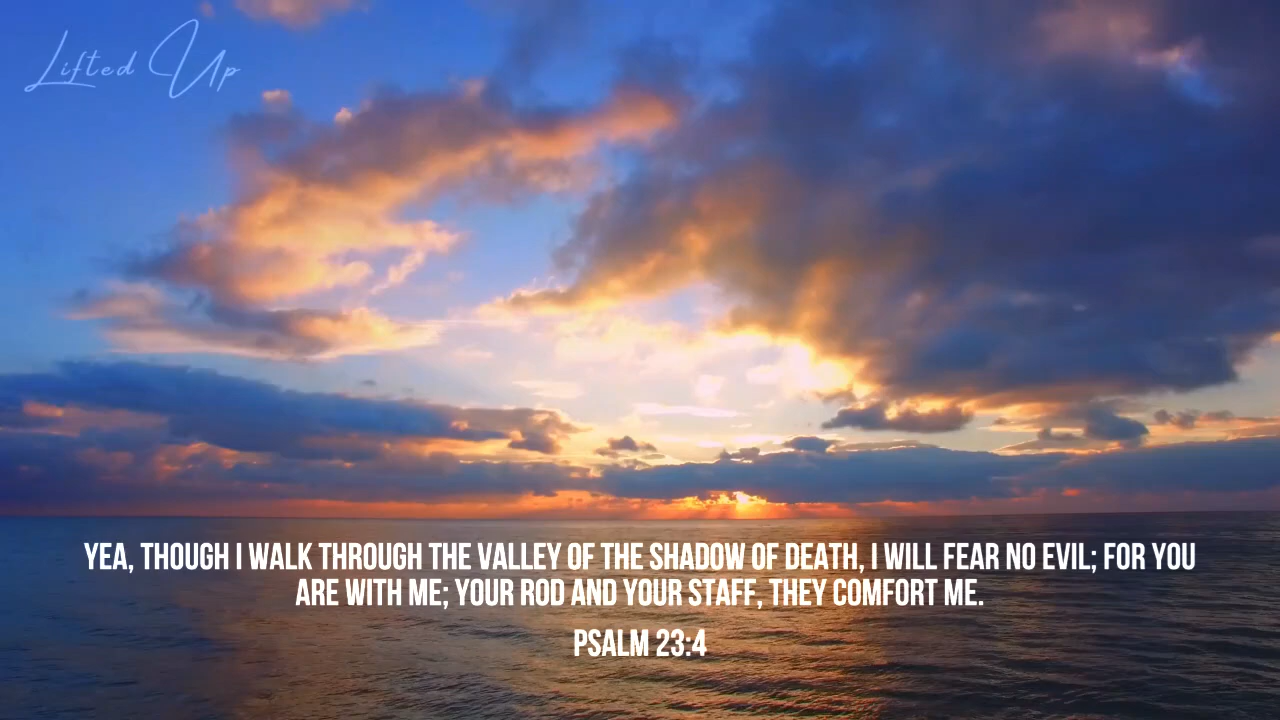 Lifted Up
YEA, THOUGH I WALK THROUGH THE VALLEY OF THE SHADOW OF DEATH, I WILL FEAR NO EVIL; FOR YOU
ARE WITH ME; YOUR ROD AND YOUR STAFF, THEY COMFORT ME.
PSALM 23:4